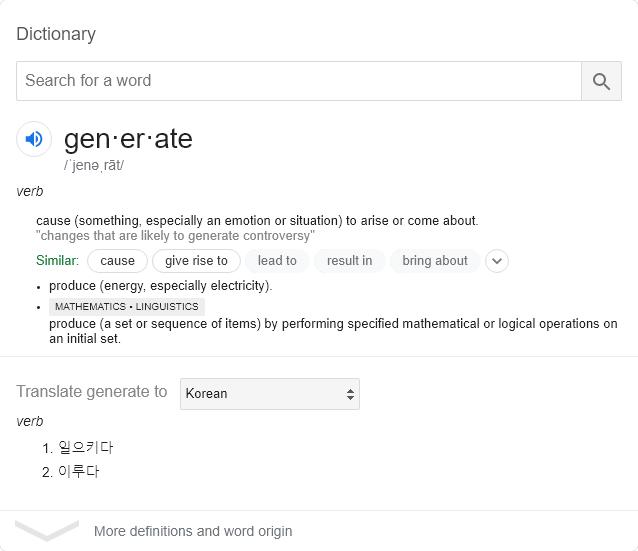 Dictionary
Search for a word
gen·er·ate
/ˈjenəˌrāt/
verb
cause (something, especially an emotion or situation) to arise or come about.
"changes that are likely to generate controversy"
Similar: cause give rise to lead to result in bring about
• produce (energy, especially electricity).
• MATHEMATICS • LINGUISTICS
produce (a set or sequence of items) by performing specified mathematical or logical operations on
an initial set.
Translate generate to Korean
verb
1. 일으키다
2. 이루다
More definitions and word origin